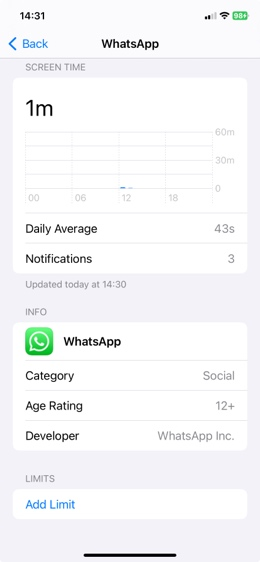 14:31
98+
Back
WhatsApp
SCREEN TIME
1m
60m
30m
0
00 06 12 18
Daily Average 43s
Notifications 3
Updated today at 14:30
INFO
WhatsApp
Category Social
Age Rating 12+
Developer WhatsApp Inc.
LIMITS
Add Limit